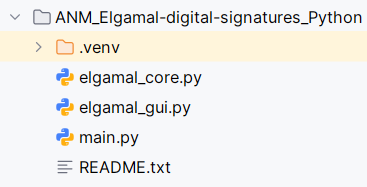 ANM_Elgamal-digital-signatures_Python
.venv
elgamal_core.py
elgamal_gui.py
main.py
README.txt